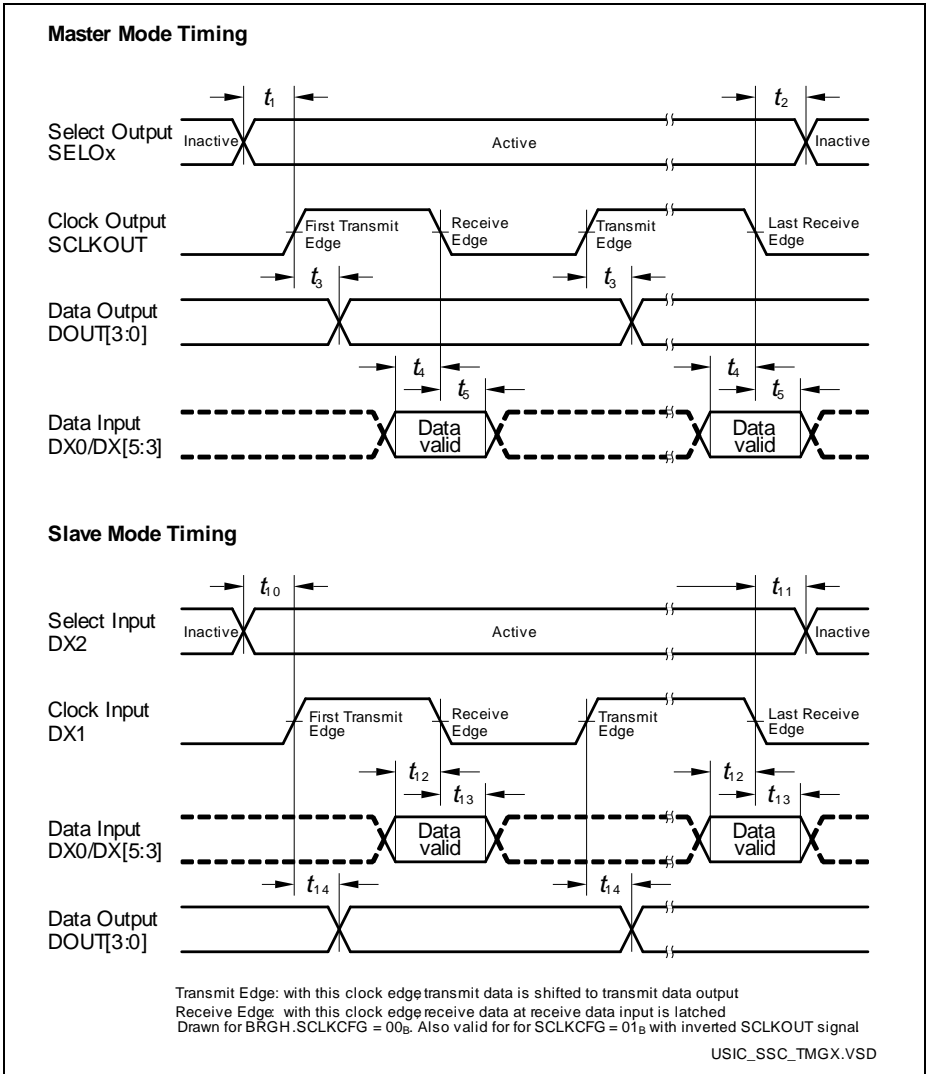 Master Mode Timing
t1
t2
Select Output
SELOx
Inactive
Active
Inactive
Clock Output
SCLKOUT
First Transmit
Edge
Receive
Edge
Transmit
Edge
Last Receive
Edge
t3
t3
Data Output
DOUT[3:0]
t4
t5
t4
t5
Data Input
DX0/DX[5:3]
Data
valid
Data
valid
Slave Mode Timing
t10
t11
Select Input
DX2
Inactive
Active
Inactive
Clock Input
DX1
First Transmit
Edge
Receive
Edge
Transmit
Edge
Last Receive
Edge
t12
t13
t12
t13
Data Input
DX0/DX[5:3]
Data
valid
Data
valid
t14
t14
Data Output
DOUT[3:0]
Transmit Edge: with this clock edge, transmit data is shifted to transmit data output
Receive Edge: with this clock edge, receive data at receive data input is latched
Drawn for BRGH.SCLKCFG = 00B. Also valid for for SCLKCFG = 01B with inverted SCLKOUT signal.
USIC_SSC_TMGX.VSD